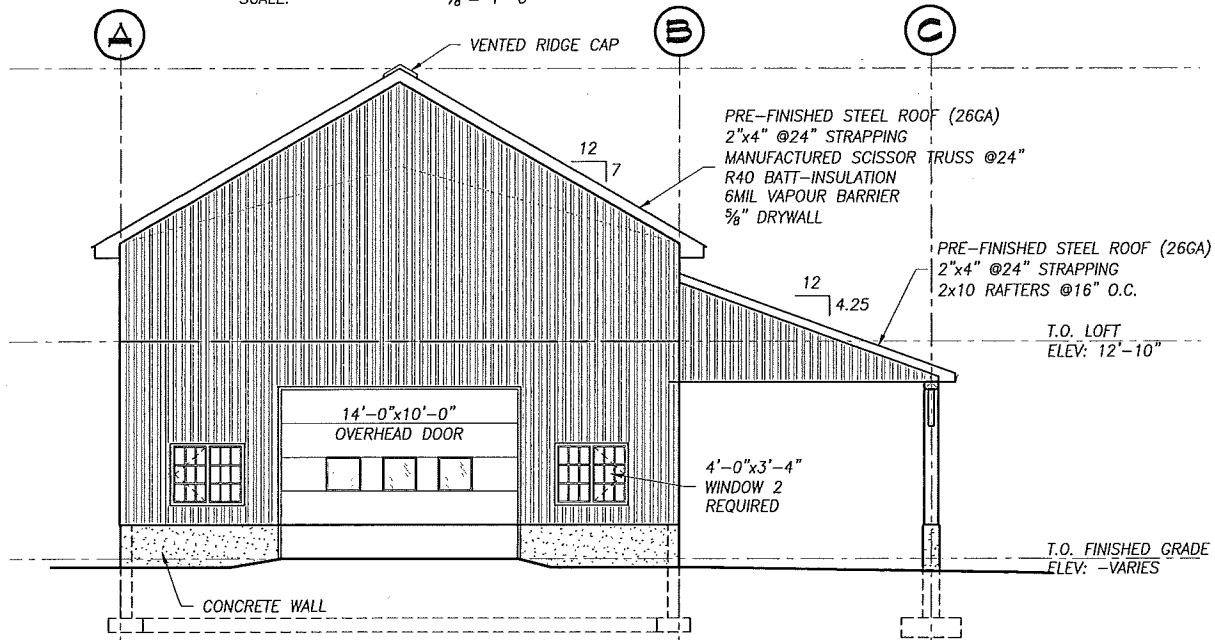 SCALE:
A
B
C
VENTED RIDGE CAP
PRE-FINISHED STEEL ROOF (26GA)
2"x4" @24" STRAPPING
MANUFACTURED SCISSOR TRUSS @24"
R40 BATT-INSULATION
6MIL VAPOUR BARRIER
⅝" DRYWALL
12
7
PRE-FINISHED STEEL ROOF (26GA)
2"x4" @24" STRAPPING
2x10 RAFTERS @16" O.C.
12
4.25
T.O. LOFT
ELEV: 12'-10"
14'-0"x10'-0"
OVERHEAD DOOR
4'-0"x3'-4"
WINDOW 2
REQUIRED
T.O. FINISHED GRADE
ELEV: -VARIES
CONCRETE WALL